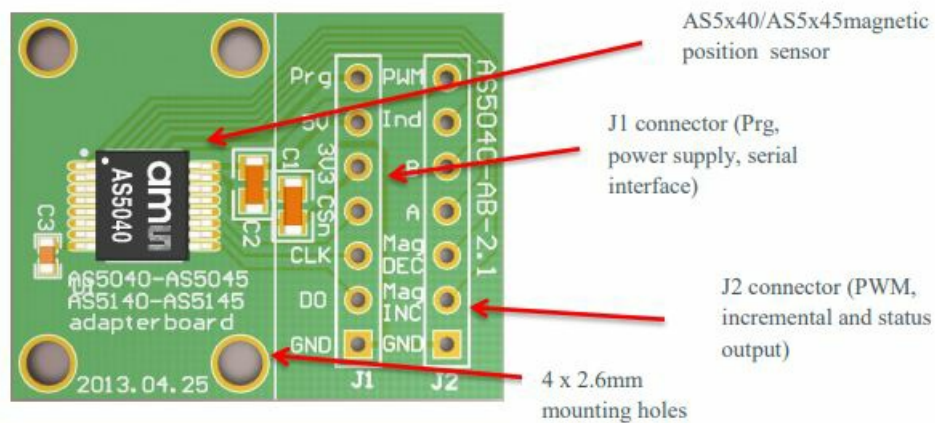 AS5x40/AS5x45magnetic
position sensor
J1 connector (Prg,
power supply, serial
interface)
J2 connector (PWM,
incremental and status
output)
4 x 2.6mm
mounting holes
Prg
5V
3V3
CSn
CLK
DO
GND
J1
PWM
Ind
B
A
Mag
DEC
Mag
INC
GND
J2
AS5040-AB-2.1
C1
C2
C3
amu
AS5040
AS5040-AS5045
AS5140-AS5145
adapterboard
2013.04.25